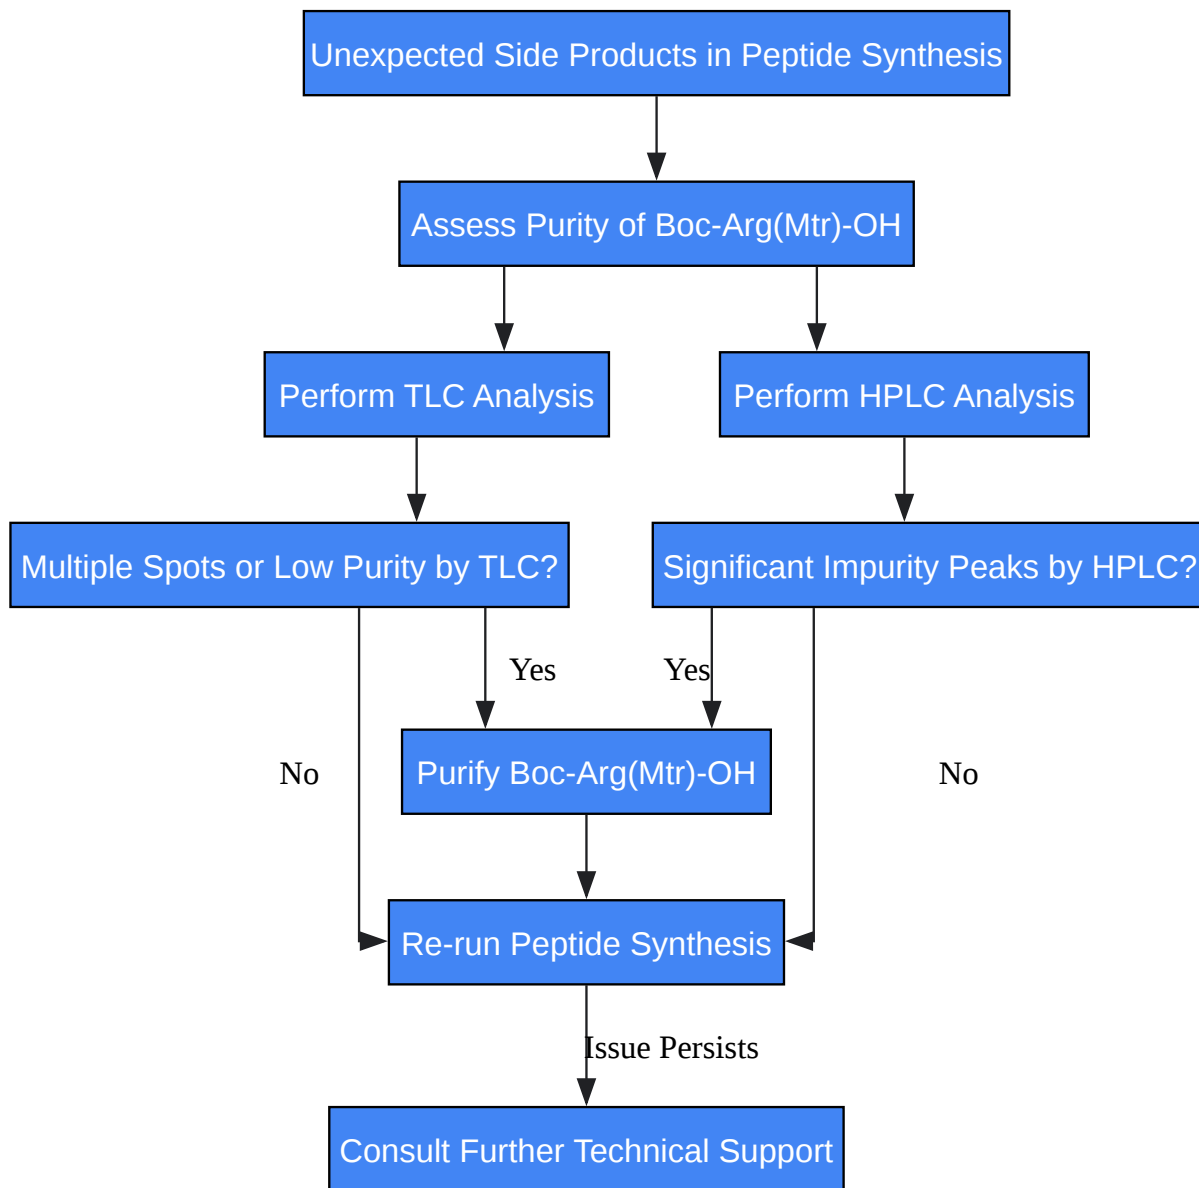 Unexpected Side Products in Peptide Synthesis
Assess Purity of Boc-Arg(Mtr)-OH
Perform TLC Analysis
Perform HPLC Analysis
Multiple Spots or Low Purity by TLC?
Significant Impurity Peaks by HPLC?
Yes
Yes
No
Purify Boc-Arg(Mtr)-OH
No
Re-run Peptide Synthesis
Issue Persists
Consult Further Technical Support